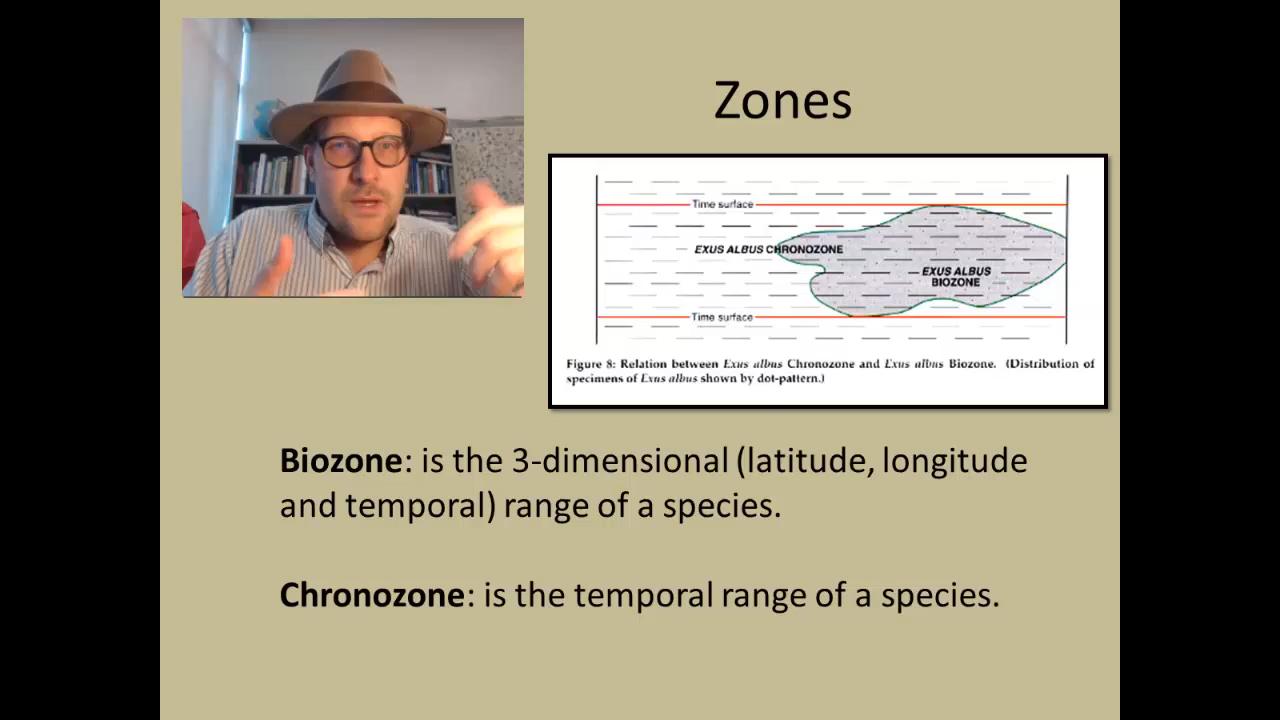 Zones
Time surface
EXUS ALBUS CHRONOZONE
EXUS ALBUS
BIOZONE
Time surface
Figure 8: Relation between Exus albus Chronozone and Exus albus Biozone. (Distribution of
specimens of Exus albus shown by dot-pattern.)
Biozone: is the 3-dimensional (latitude, longitude
and temporal) range of a species.
Chronozone: is the temporal range of a species.